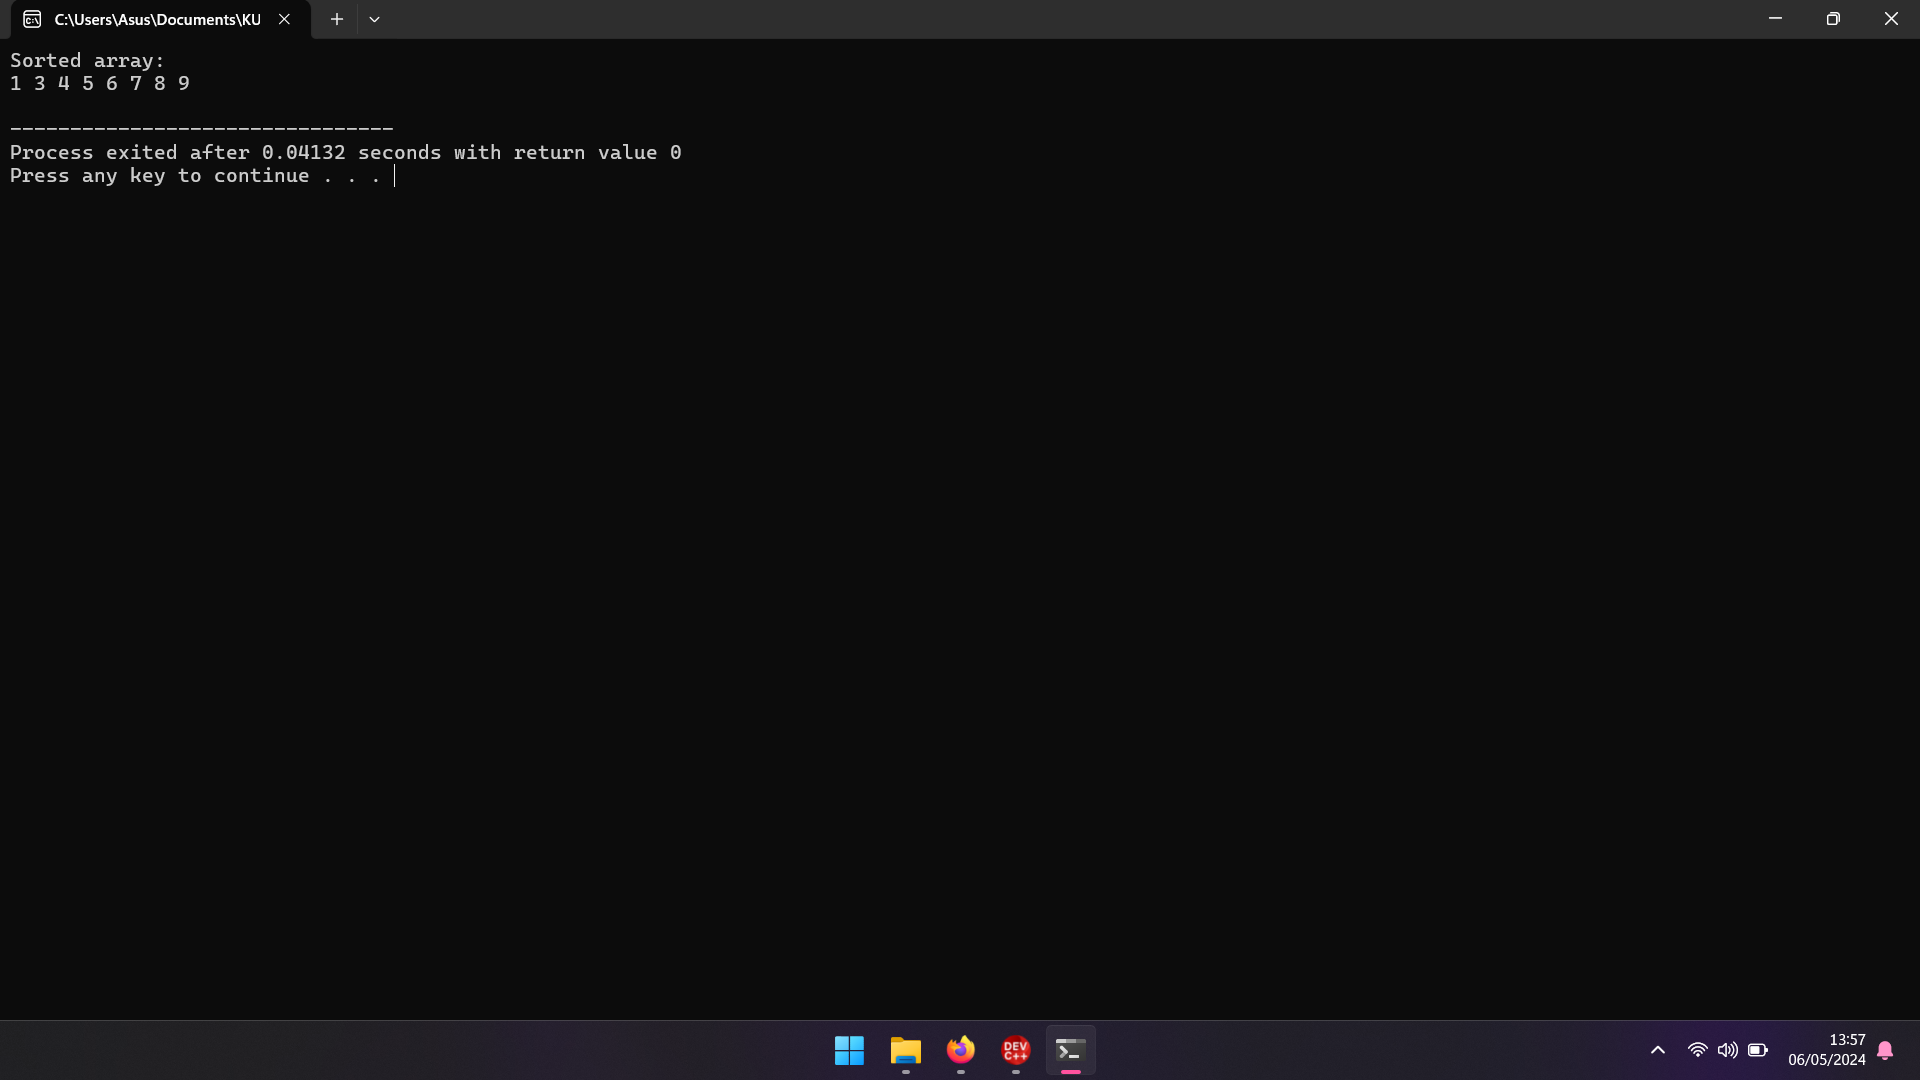 C:\Users\Asus\Documents\KU
Sorted array:
1 3 4 5 6 7 8 9
--------------------------------
Process exited after 0.04132 seconds with return value 0
Press any key to continue . . .
DEV
C++
13:57
06/05/2024